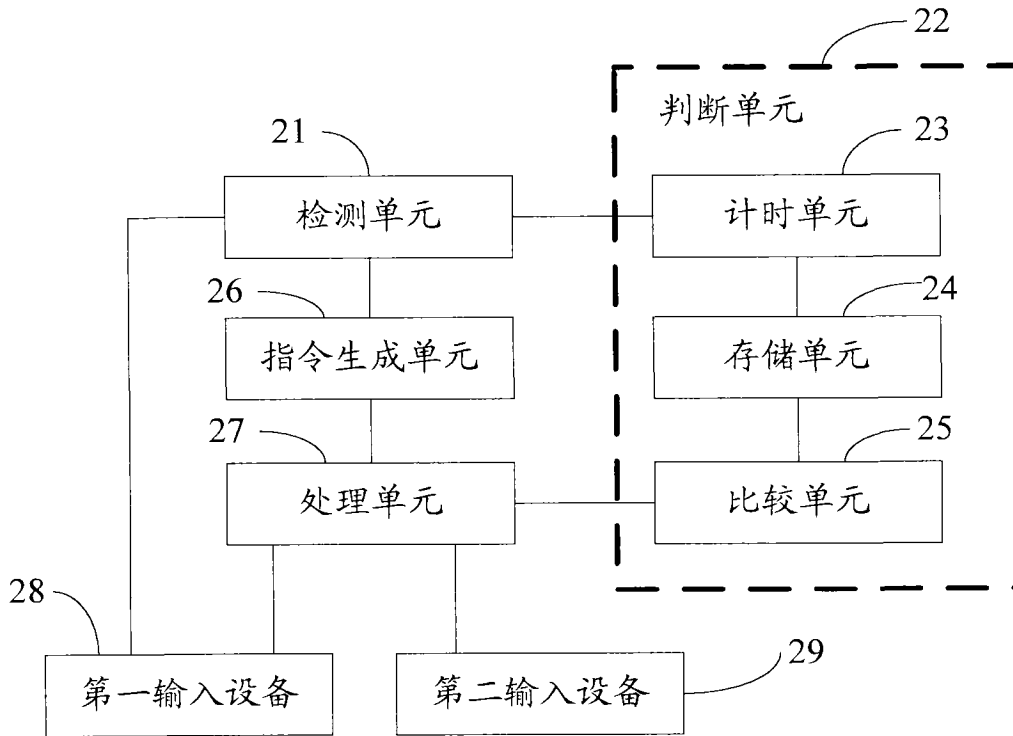 22
判断单元
21
23
检测单元
计时单元
26
24
指令生成单元
存储单元
27
25
处理单元
比较单元
28
29
第一输入设备
第二输入设备